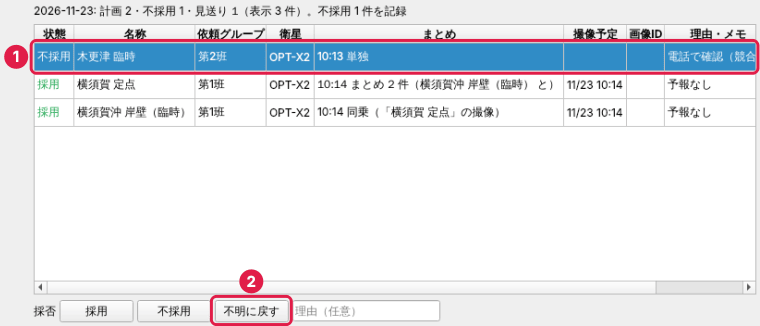 2026-11-23: 計画 2・不採用 1・見送り 1（表示 3 件）。不採用 1 件を記録
状態 名称 依頼グループ 衛星 まとめ 撮像予定 画像ID 理由・メモ
1 不採用 木更津 臨時 第2班 OPT-X2 10:13 単独 電話で確認（競合
採用 横須賀 定点 第1班 OPT-X2 10:14 まとめ 2 件（横須賀沖 岸壁（臨時） と） 11/23 10:14 予報なし
採用 横須賀沖 岸壁（臨時） 第1班 OPT-X2 10:14 同乗（「横須賀 定点」の撮像） 11/23 10:14 予報なし
2
採否 採用 不採用 不明に戻す 理由（任意）